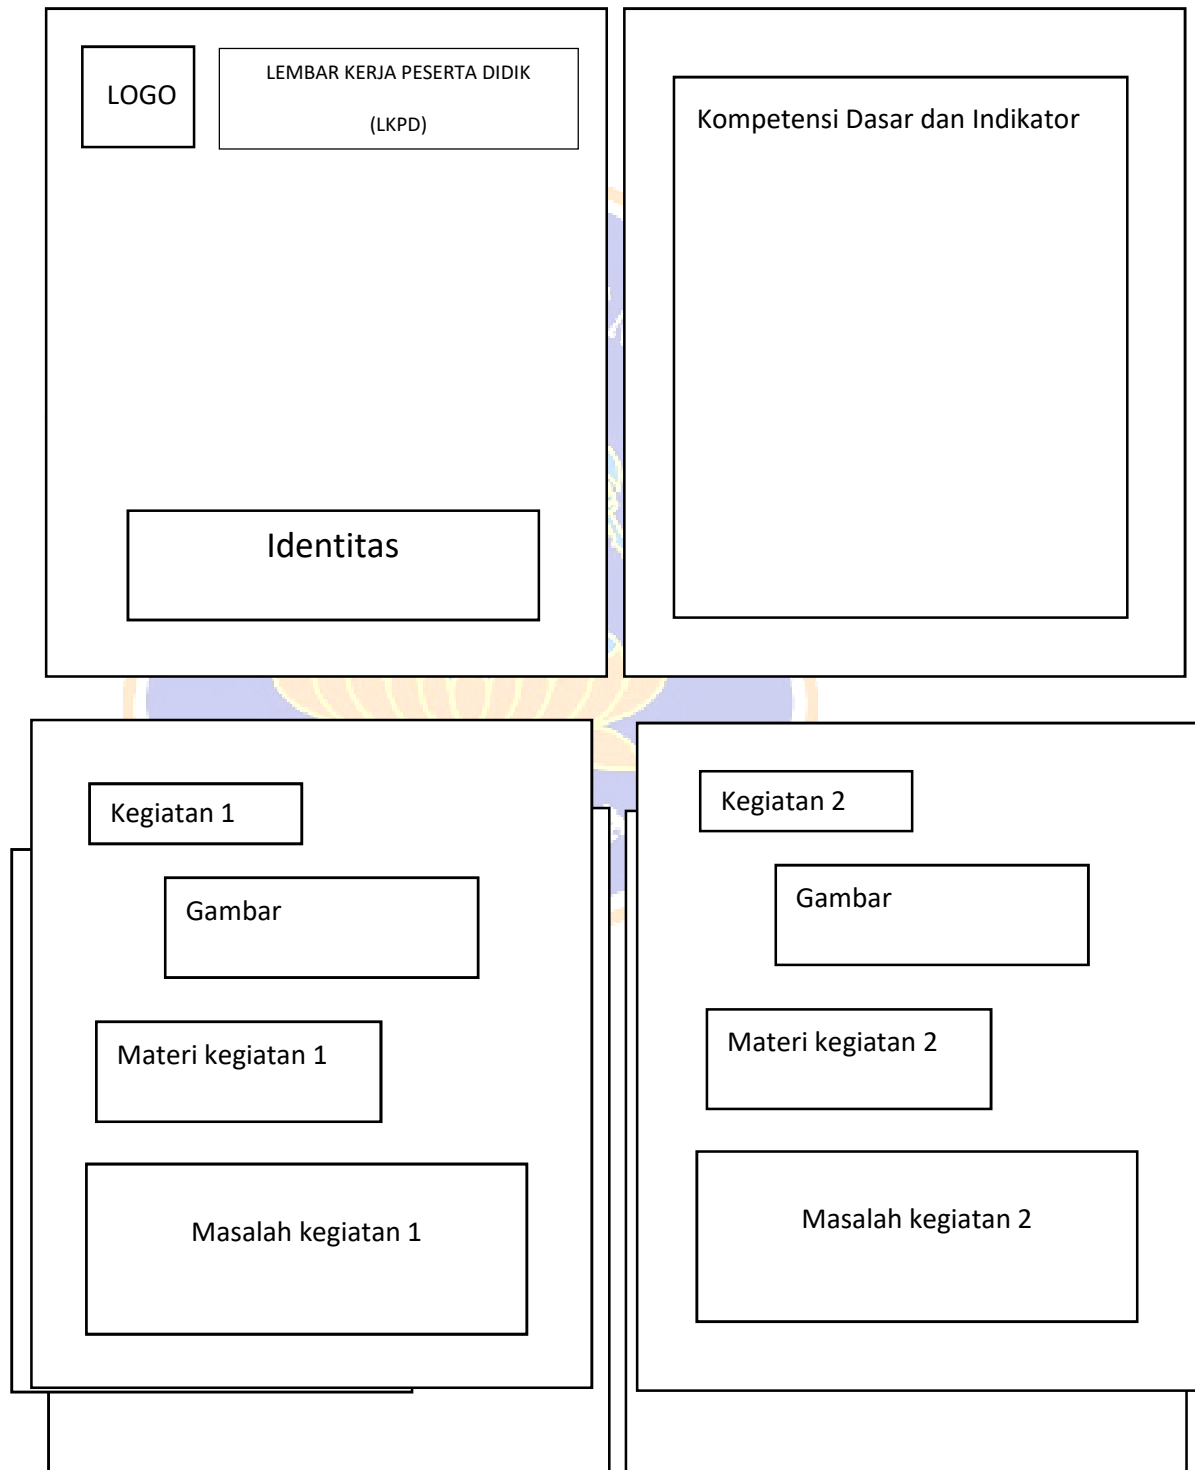 LOGO
LEMBAR KERJA PESERTA DIDIK
(LKPD)
Identitas
Kompetensi Dasar dan Indikator
Kegiatan 1
Gambar
Materi kegiatan 1
Masalah kegiatan 1
Kegiatan 2
Gambar
Materi kegiatan 2
Masalah kegiatan 2